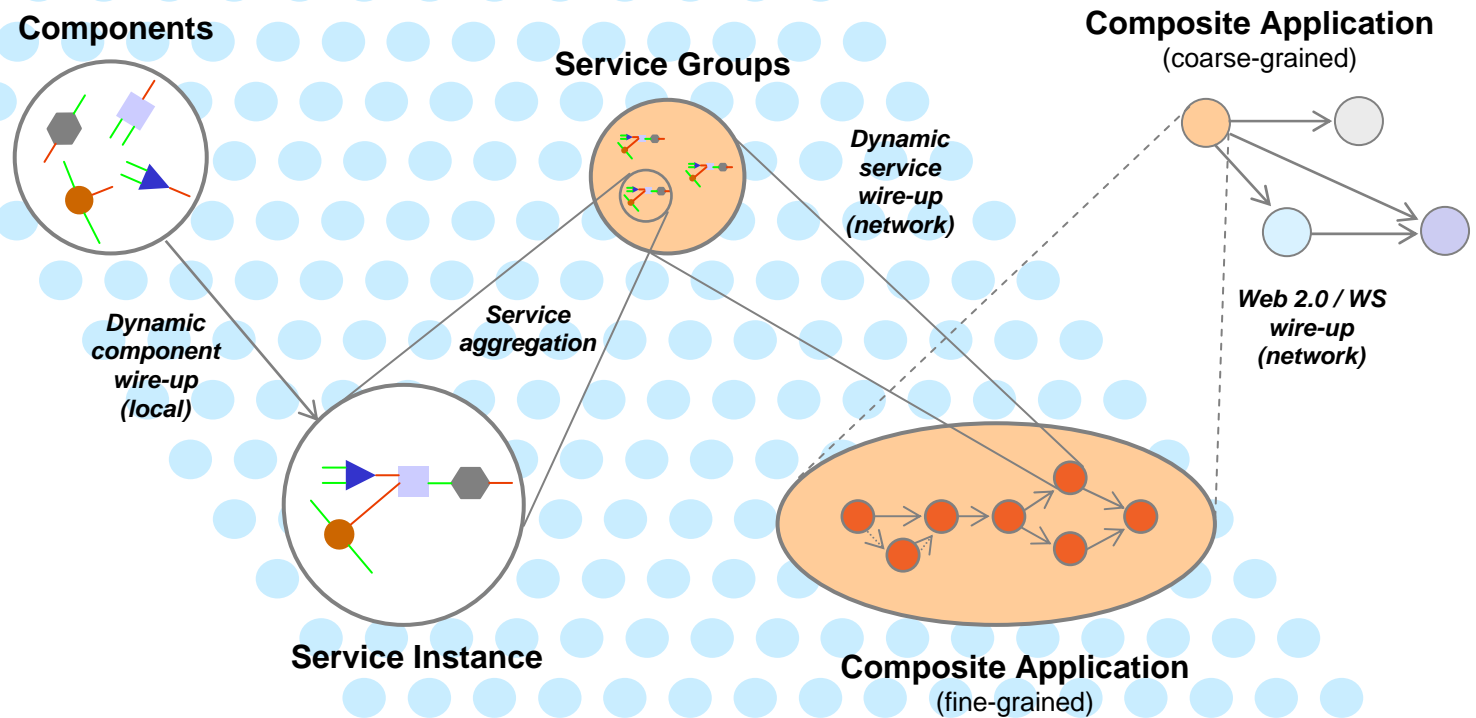 Components
Service Groups
Composite Application
(coarse-grained)
Dynamic
service
wire-up
(network)
Web 2.0 / WS
wire-up
(network)
Dynamic
component
wire-up
(local)
Service
aggregation
Service Instance
Composite Application
(fine-grained)